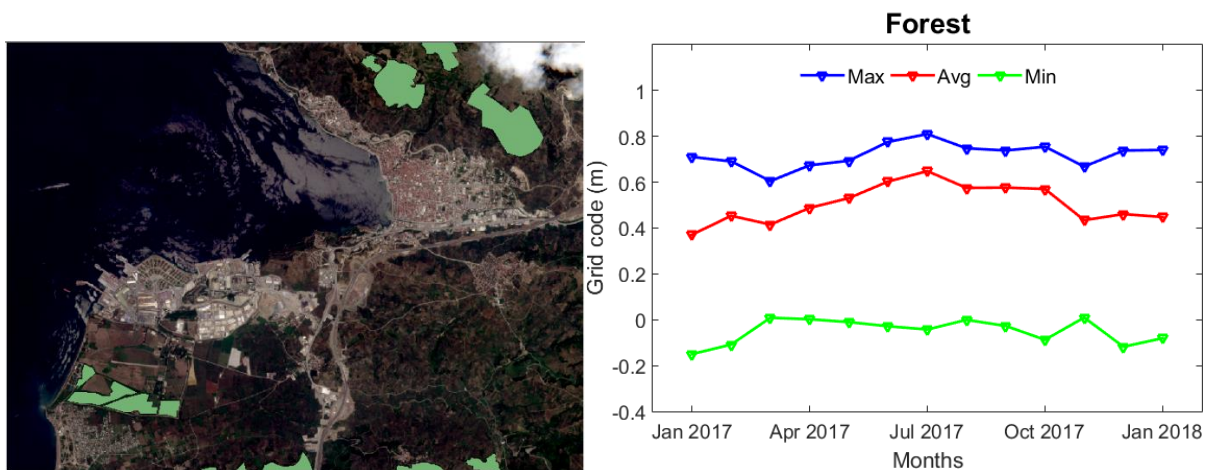 Forest
Max Avg Min
Grid code (m)
1
0.8
0.6
0.4
0.2
0
-0.2
-0.4
Jan 2017 Apr 2017 Jul 2017 Oct 2017 Jan 2018
Months